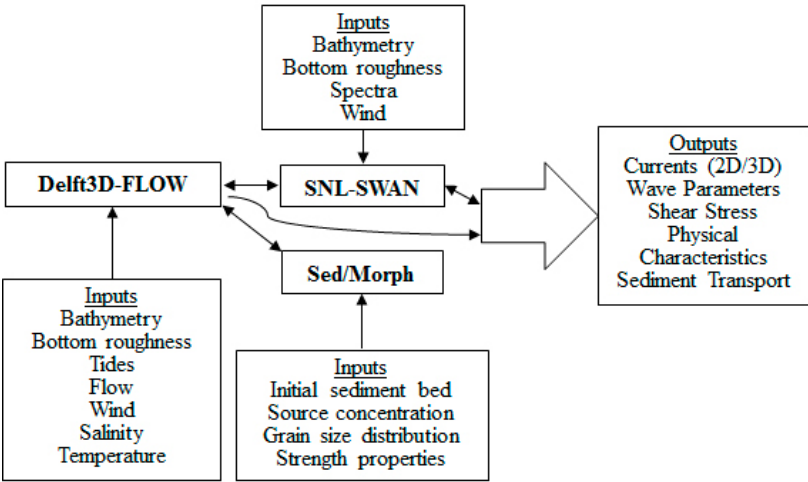 Inputs
Bathymetry
Bottom roughness
Spectra
Wind
Delft3D-FLOW
SNL-SWAN
Sed/Morph
Outputs
Currents (2D/3D)
Wave Parameters
Shear Stress
Physical
Characteristics
Sediment Transport
Inputs
Bathymetry
Bottom roughness
Tides
Flow
Wind
Salinity
Temperature
Inputs
Initial sediment bed
Source concentration
Grain size distribution
Strength properties